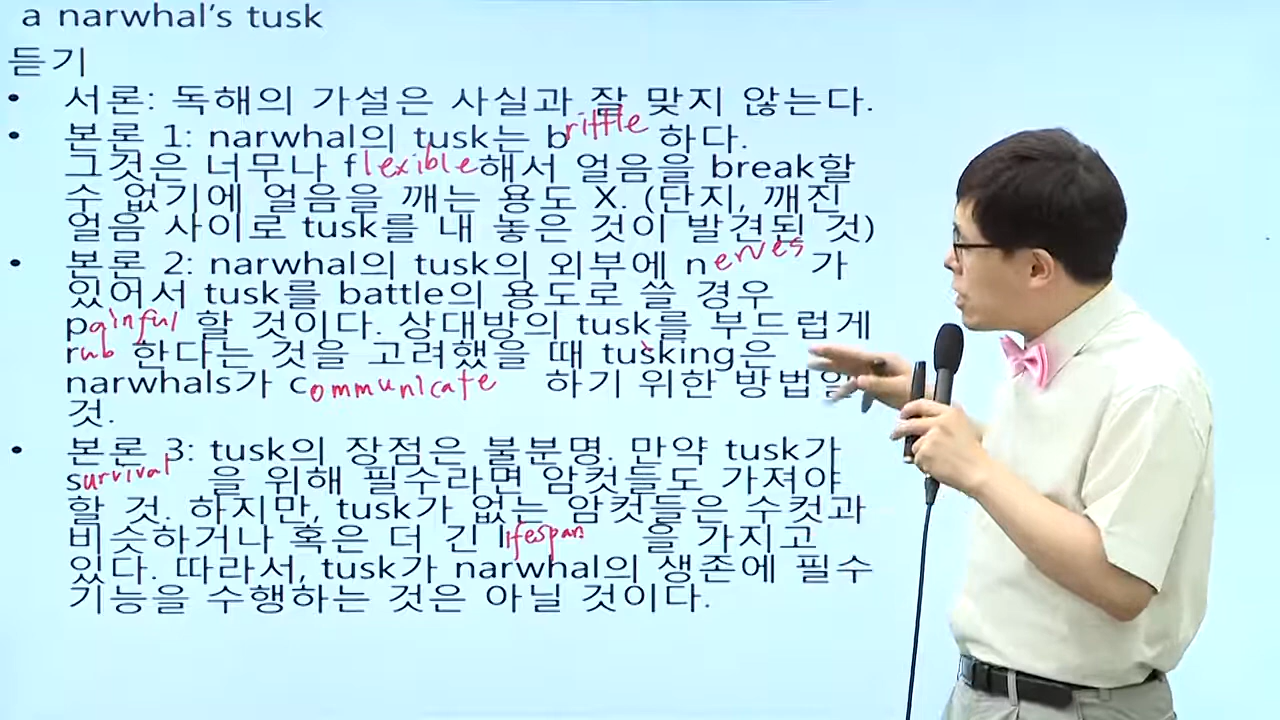 a narwhal's tusk
듣기
• 서론: 독해의 가설은 사실과 잘 맞지 않는다.
• 본론 1: narwhal의 tusk는 brittle 하다.
그것은 너무나 flexible해서 얼음을 break할
수 없기에 얼음을 깨는 용도 X. (단지, 깨진
얼음 사이로 tusk를 내 놓은 것이 발견된 것)
• 본론 2: narwhal의 tusk의 외부에 nerves 가
있어서 tusk를 battle의 용도로 쓸 경우
painful 할 것이다. 상대방의 tusk를 부드럽게
rub 한다는 것을 고려했을 때 tusking은
narwhals가 communicate 하기 위한 방법일
것.
• 본론 3: tusk의 장점은 불분명. 만약 tusk가
survival 을 위해 필수라면 암컷들도 가져야
할 것. 하지만, tusk가 없는 암컷들은 수컷과
비슷하거나 혹은 더 긴 lifespan 을 가지고
있다. 따라서, tusk가 narwhal의 생존에 필수
기능을 수행하는 것은 아닐 것이다.